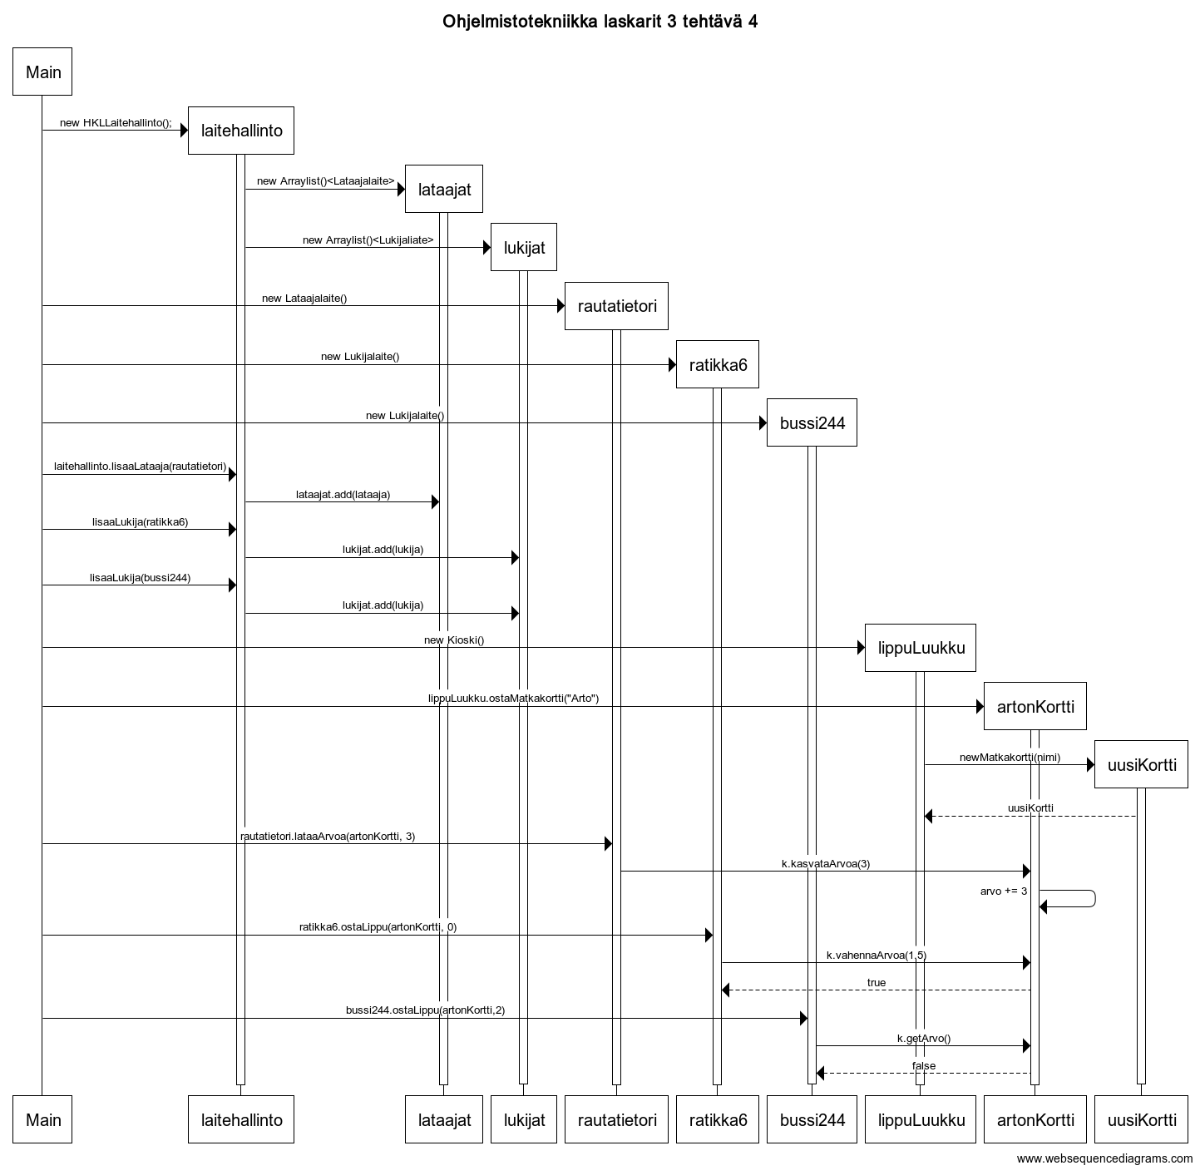 Ohjelmistotekniikka laskarit 3 tehtävä 4
Main
new HKLLaitehallinto();
laitehallinto
new Arraylist()<Lataajalaite>
lataajat
new Arraylist()<Lukijaliate>
lukijat
new Lataajalaite()
rautatietori
new Lukijalaite()
ratikka6
new Lukijalaite()
bussi244
laitehallinto.lisaaLataaja(rautatietori)
lataajat.add(lataaja)
lisaaLukija(ratikka6)
lukijat.add(lukija)
lisaaLukija(bussi244)
lukijat.add(lukija)
new Kioski()
lippuLuukku
lippuLuukku.ostaMatkakortti("Arto")
artonKortti
newMatkakortti(nimi)
uusiKortti
uusiKortti
rautatietori.lataaArvoa(artonKortti, 3)
k.kasvataArvoa(3)
arvo += 3
ratikka6.ostaLippu(artonKortti, 0)
k.vahennaArvoa(1,5)
true
bussi244.ostaLippu(artonKortti,2)
k.getArvo()
false
Main laitehallinto lataajat lukijat rautatietori ratikka6 bussi244 lippuLuukku artonKortti uusiKortti
www.websequencediagrams.com